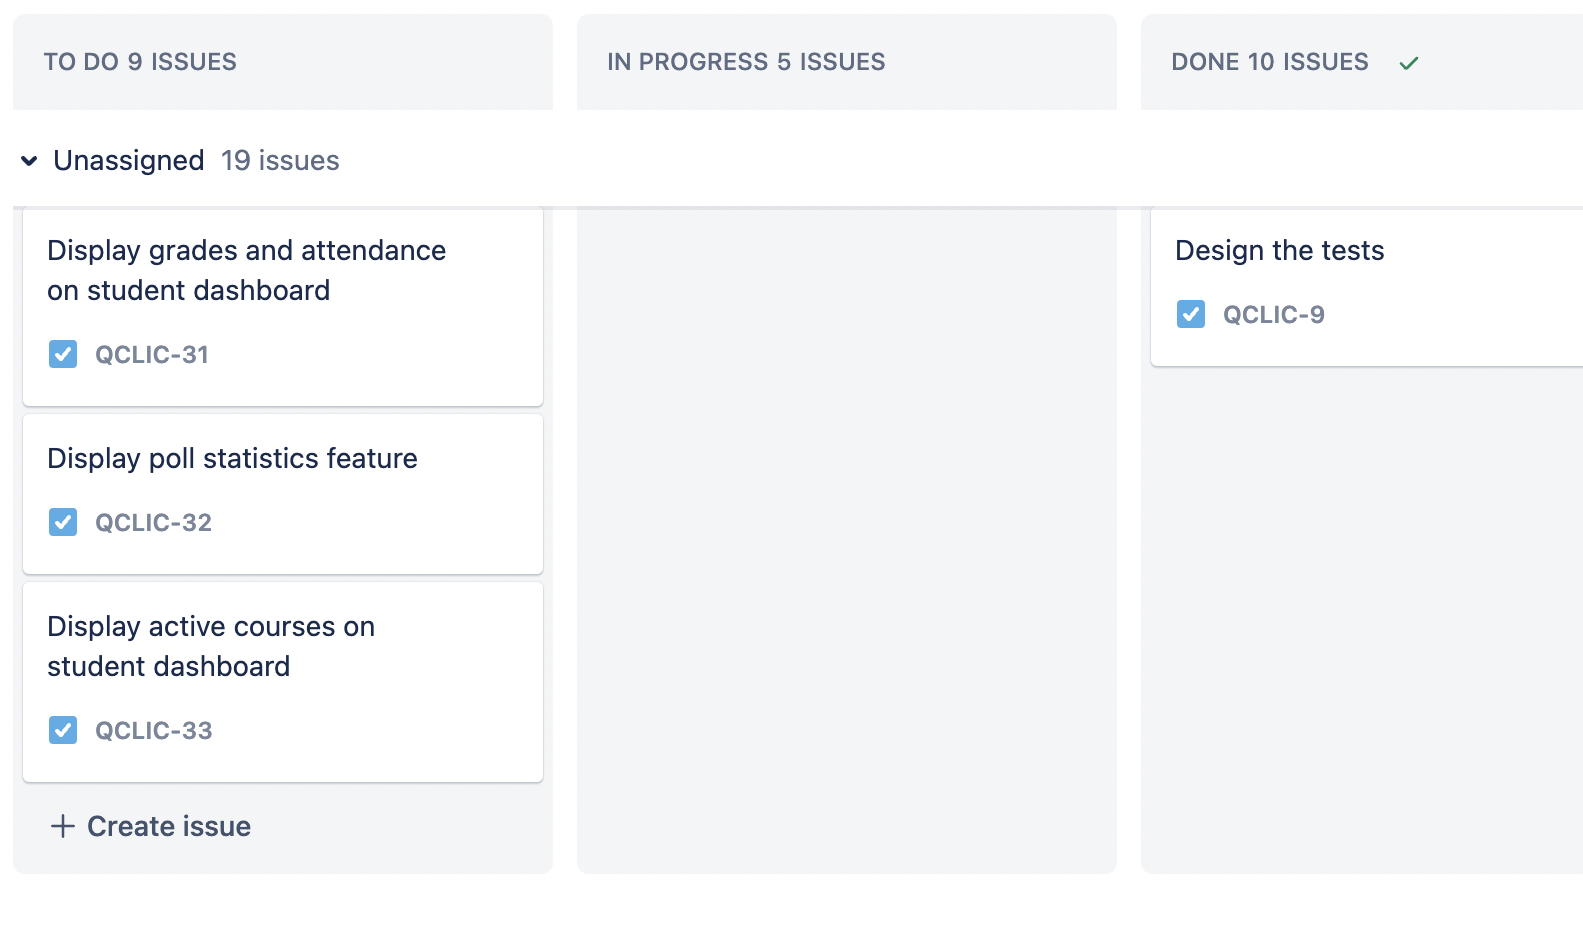 TO DO 9 ISSUES
IN PROGRESS 5 ISSUES
DONE 10 ISSUES
Unassigned 19 issues
Display grades and attendance
on student dashboard
QCLIC-31
Display poll statistics feature
QCLIC-32
Display active courses on
student dashboard
QCLIC-33
Create issue
Design the tests
QCLIC-9